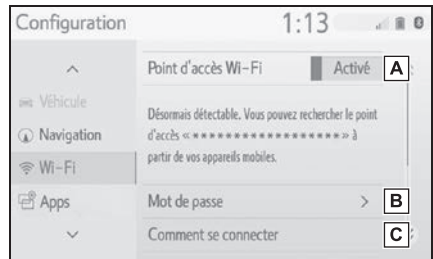 Configuration
1:13
Point d'accès Wi-Fi
Activé
A
Véhicule
Navigation
Wi-Fi
Apps
Désormais détectable. Vous pouvez rechercher le point
d'accès « ******************* » à
partir de vos appareils mobiles.
Mot de passe
B
Comment se connecter
C